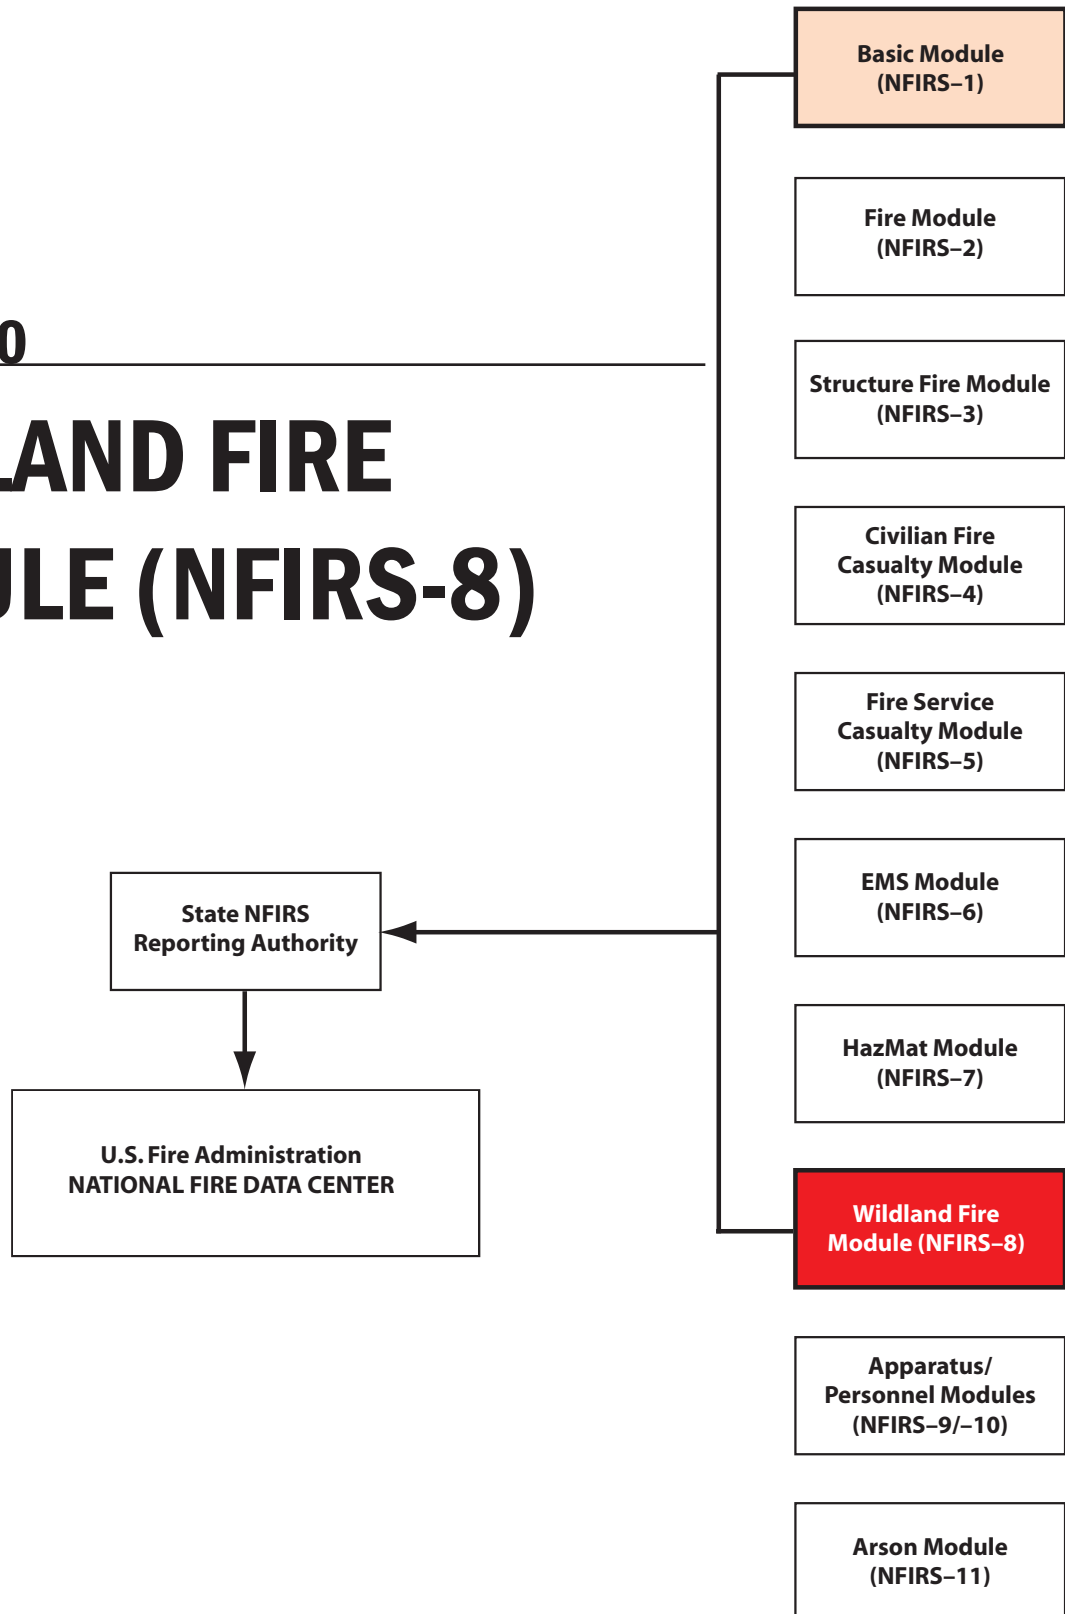 Basic Module
(NFIRS–1)
Fire Module
(NFIRS–2)
0
Structure Fire Module
(NFIRS–3)
LAND FIRE
ULE (NFIRS-8)
Civilian Fire
Casualty Module
(NFIRS–4)
Fire Service
Casualty Module
(NFIRS–5)
EMS Module
(NFIRS–6)
State NFIRS
Reporting Authority
HazMat Module
(NFIRS–7)
U.S. Fire Administration
NATIONAL FIRE DATA CENTER
Wildland Fire
Module (NFIRS–8)
Apparatus/
Personnel Modules
(NFIRS–9/–10)
Arson Module
(NFIRS–11)